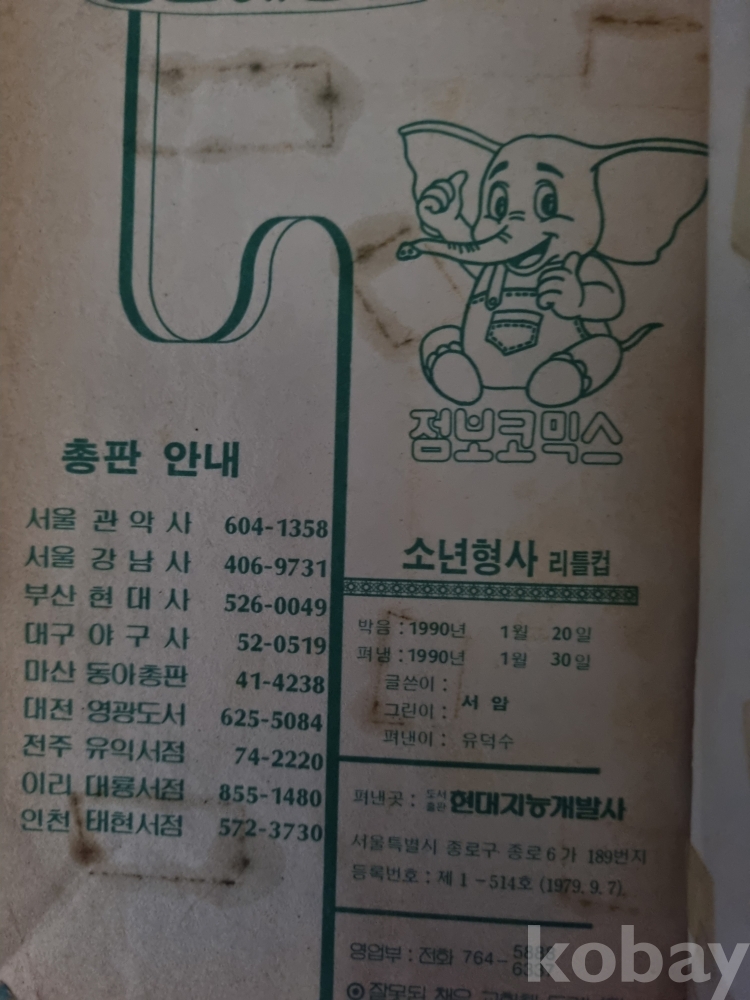 총판 안내
서울 관 악 사 604-1358
서울 강 남 사 406-9731
부산 현 대 사 526-0049
대구 야 구 사 52-0519
마산 동아총판 41-4238
대전 영광도서 625-5084
전주 유익서점 74-2220
이리 대룡서점 855-1480
인천 태현서점 572-3730
점보코믹스
소년형사 리틀컵
박음 : 1990년 1월 20일
펴냄 : 1990년 1월 30일
글쓴이 :
그린이 : 서 암
펴낸이 : 유덕수
펴낸곳 : 도서출판 현대지능개발사
서울특별시 종로구 종로6가 189번지
등록번호 : 제 1 - 514호 (1979. 9. 7).
영업부 : 전화 764-
kobay